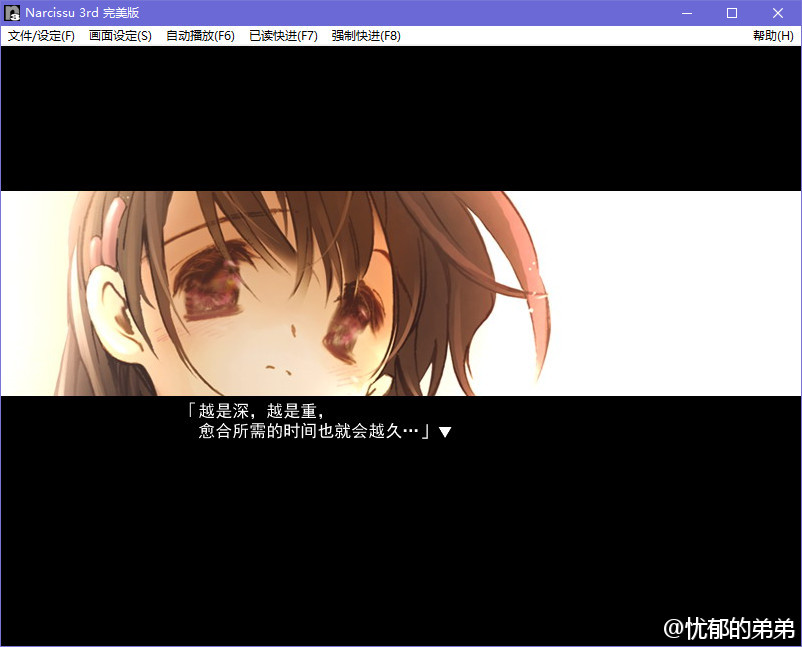 Narcissu 3rd 完美版
文件/设定(F) 画面设定(S) 自动播放(F6) 已读快进(F7) 强制快进(F8) 帮助(H)
「越是深，越是重，
愈合所需的时间也就会越久…」▼
@忧郁的弟弟